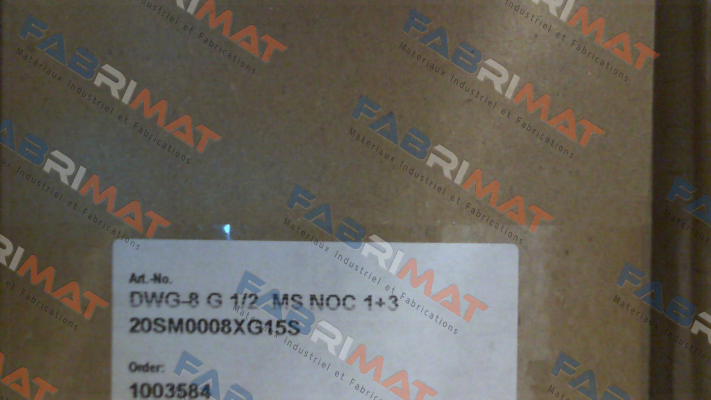 Art.-No.
DWG-8 G 1/2 MS NOC 1+3
20SM0008XG15S
Order:
1003584
FABRIMAT
Matériaux Industriel et Fabrications